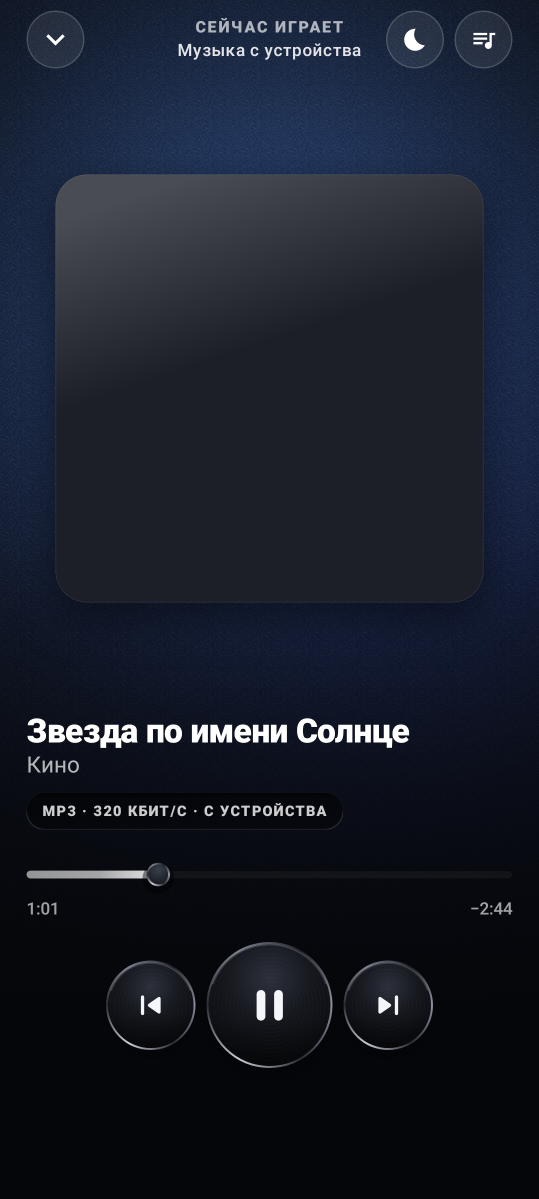 СЕЙЧАС ИГРАЕТ
Музыка с устройства
Звезда по имени Солнце
Кино
MP3 · 320 КБИТ/С · С УСТРОЙСТВА
1:01
−2:44